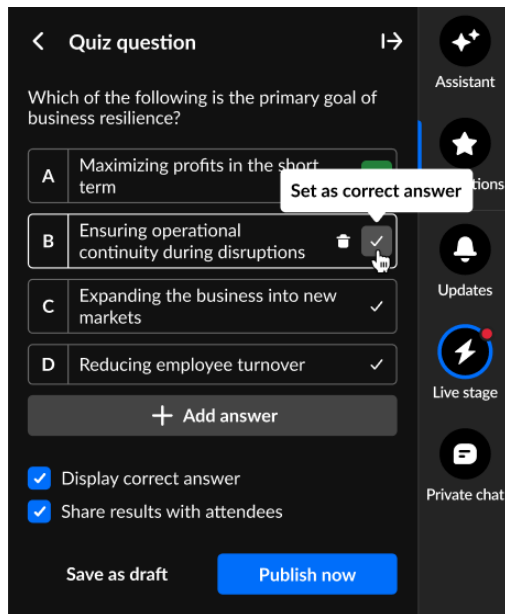 Quiz question
Which of the following is the primary goal of
business resilience?
A
Maximizing profits in the short
term
Set as correct answer
B
Ensuring operational
continuity during disruptions
C
Expanding the business into new
markets
D
Reducing employee turnover
Add answer
Display correct answer
Share results with attendees
Save as draft
Publish now
Assistant
tions
Updates
Live stage
Private chat